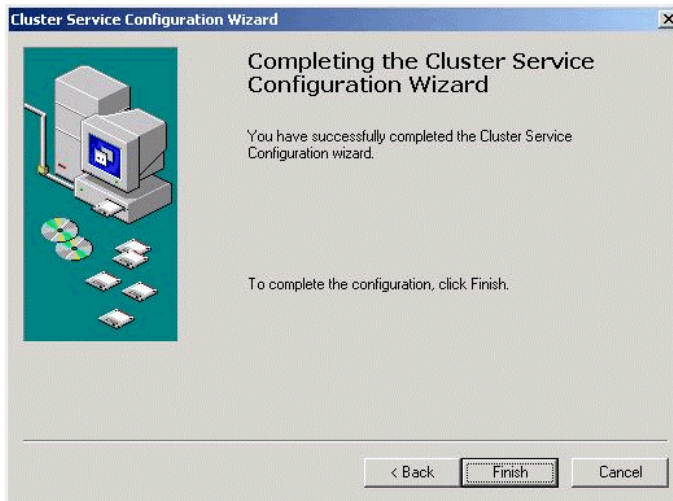 Cluster Service Configuration Wizard
Completing the Cluster Service
Configuration Wizard
You have successfully completed the Cluster Service
Configuration wizard.
To complete the configuration, click Finish.
< Back
Finish
Cancel